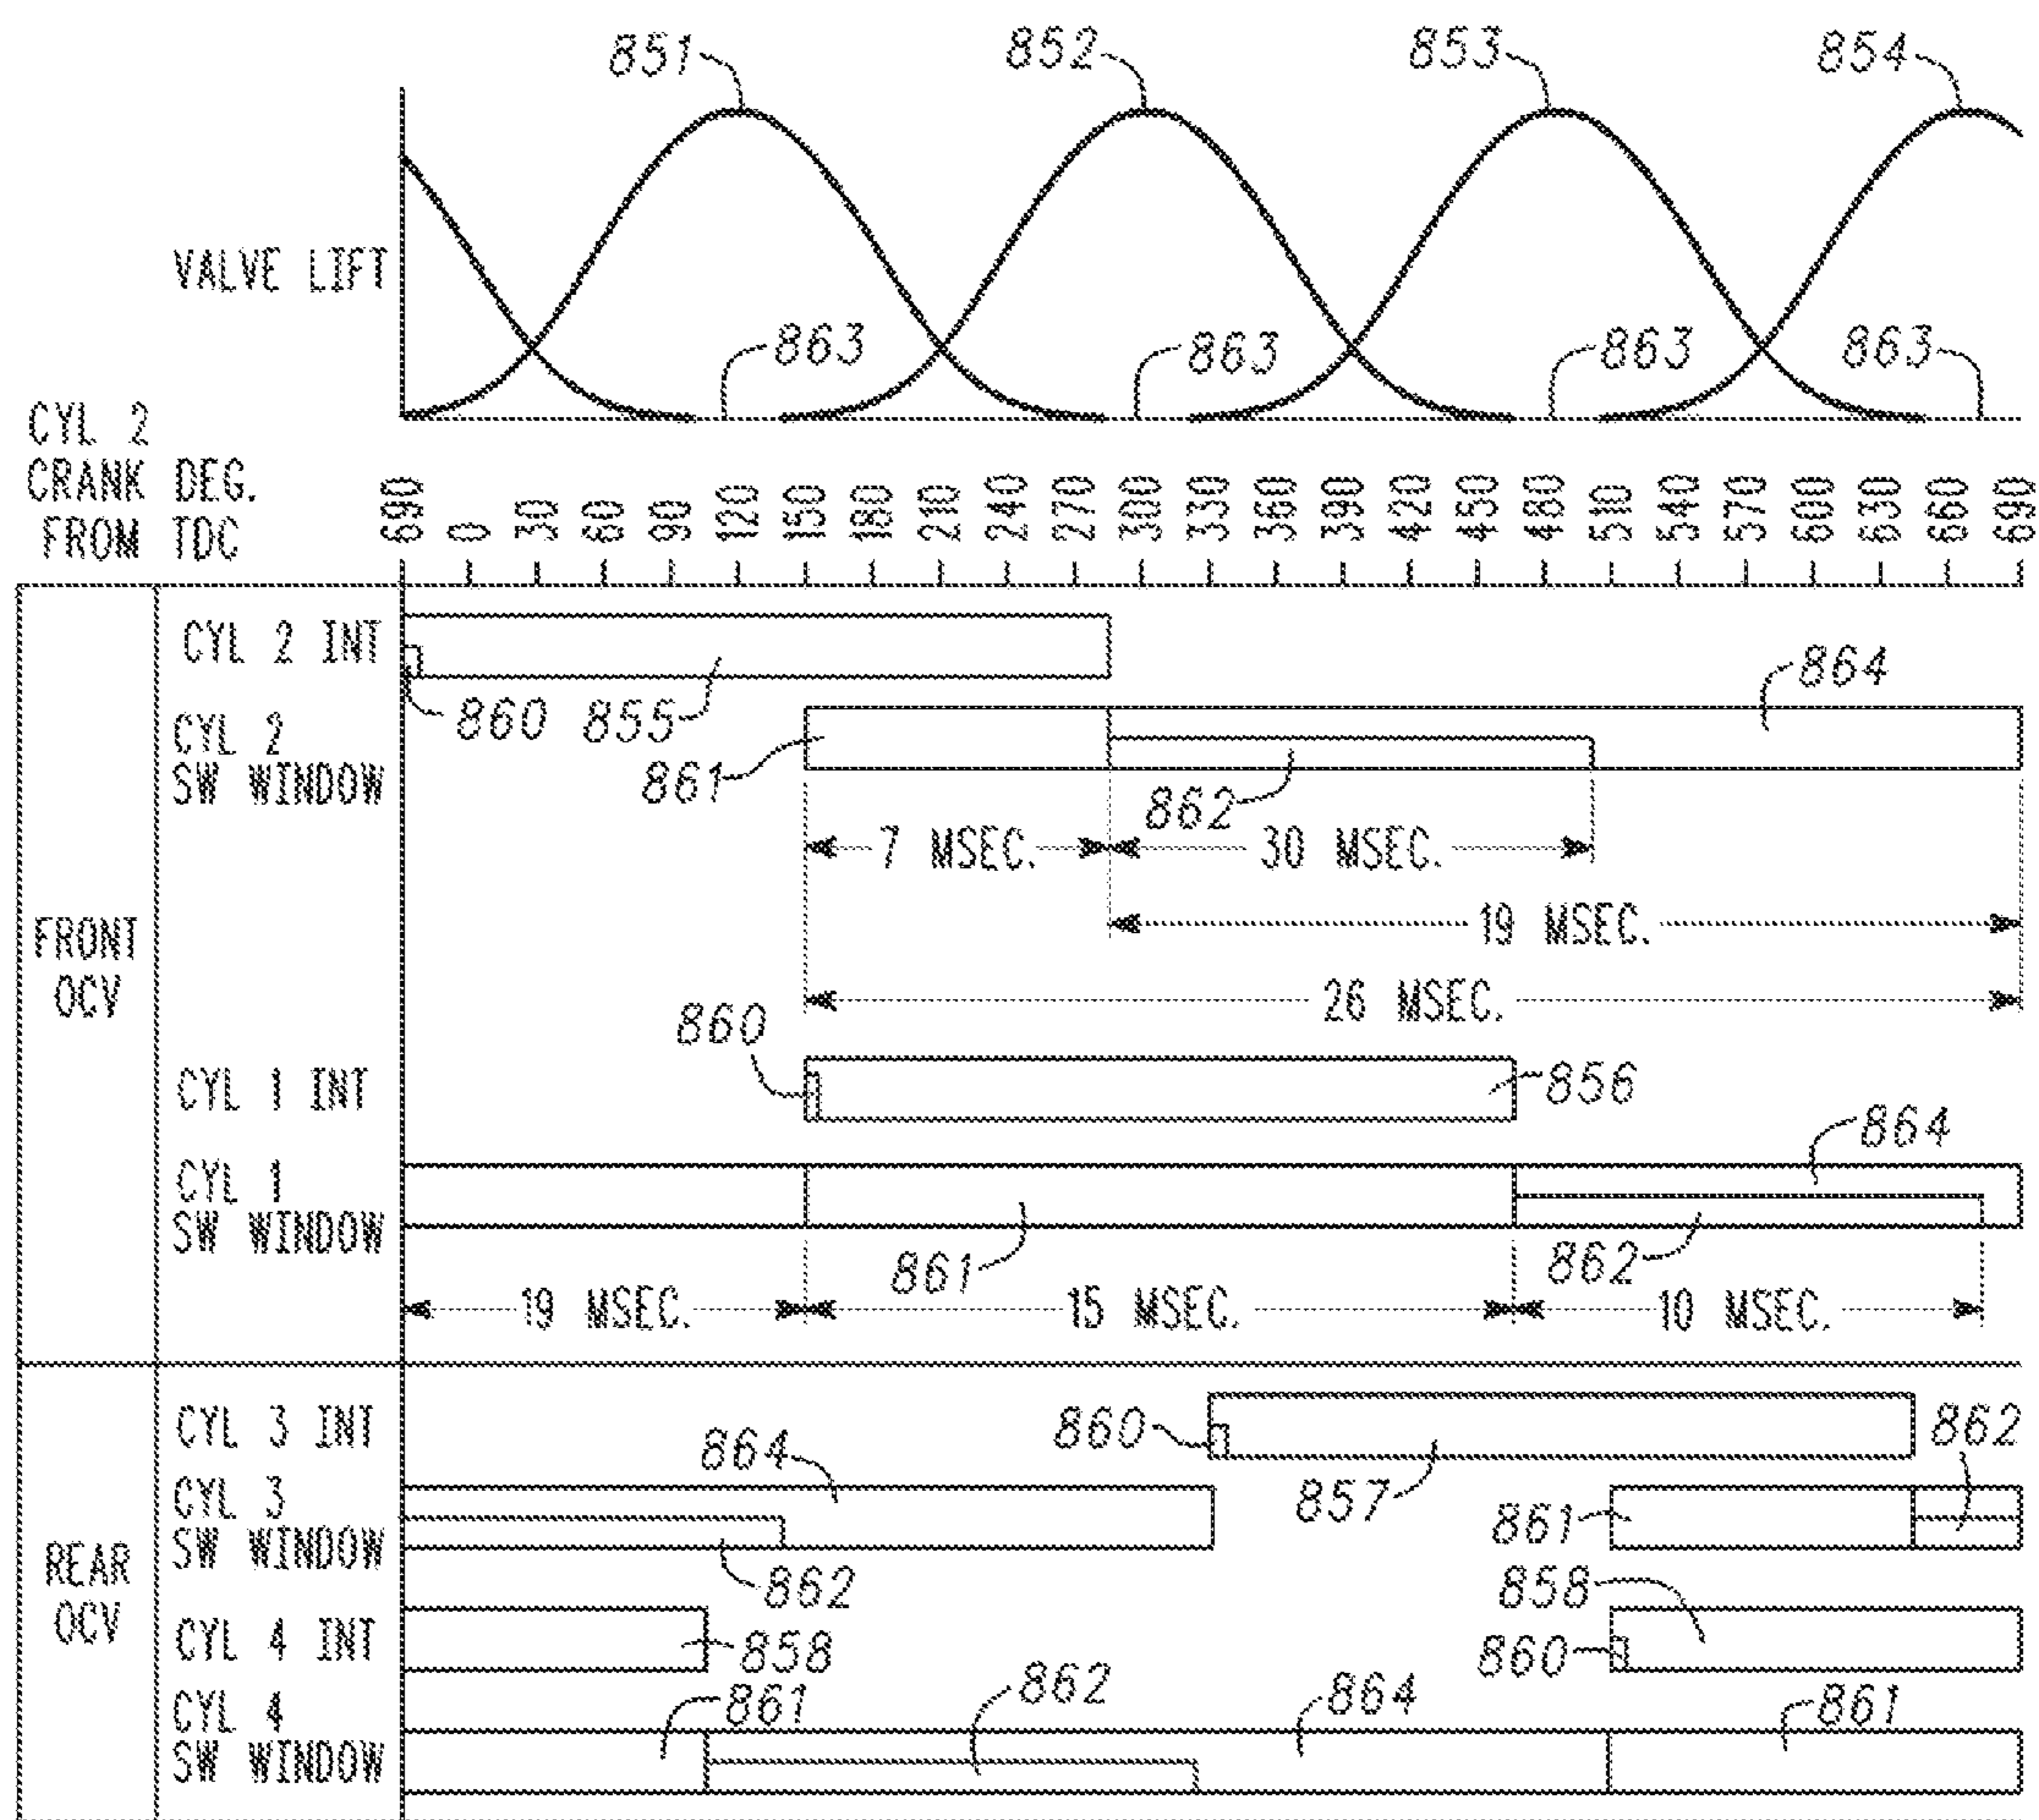 851
852
853
854
VALVE LIFT
863
863
863
863
CYL 2
CRANK DEG.
FROM TDC
690 0 30 60 90 120 150 180 210 240 270 300 330 360 390 420 450 480 510 540 570 600 630 660 690
FRONT
OCV
CYL 2 INT
860
855
864
CYL 2
SW WINDOW
861
862
7 MSEC.
30 MSEC.
19 MSEC.
26 MSEC.
860
CYL 1 INT
856
864
CYL 1
SW WINDOW
861
862
19 MSEC.
15 MSEC.
10 MSEC.
REAR
OCV
CYL 3 INT
860
857
862
864
CYL 3
SW WINDOW
861
862
858
CYL 4 INT
858
860
CYL 4
SW WINDOW
861
862
864
861